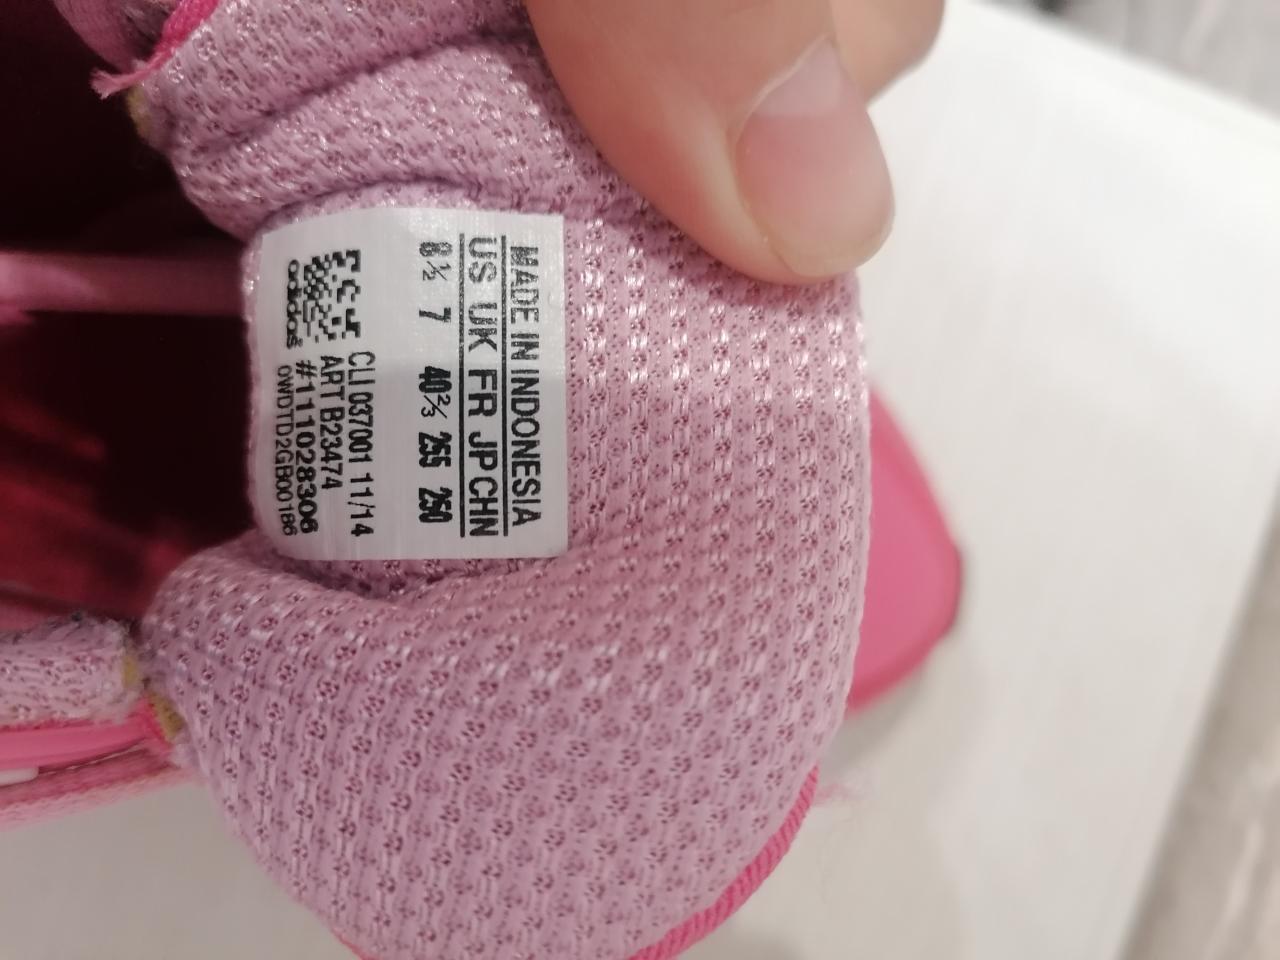 MADE IN INDONESIA
US UK FR JP CHN
8½ 7 40⅔ 255 250
CLI 037001 11/14
ART B23474
#111028306
0WDTD2GB00186
adidas